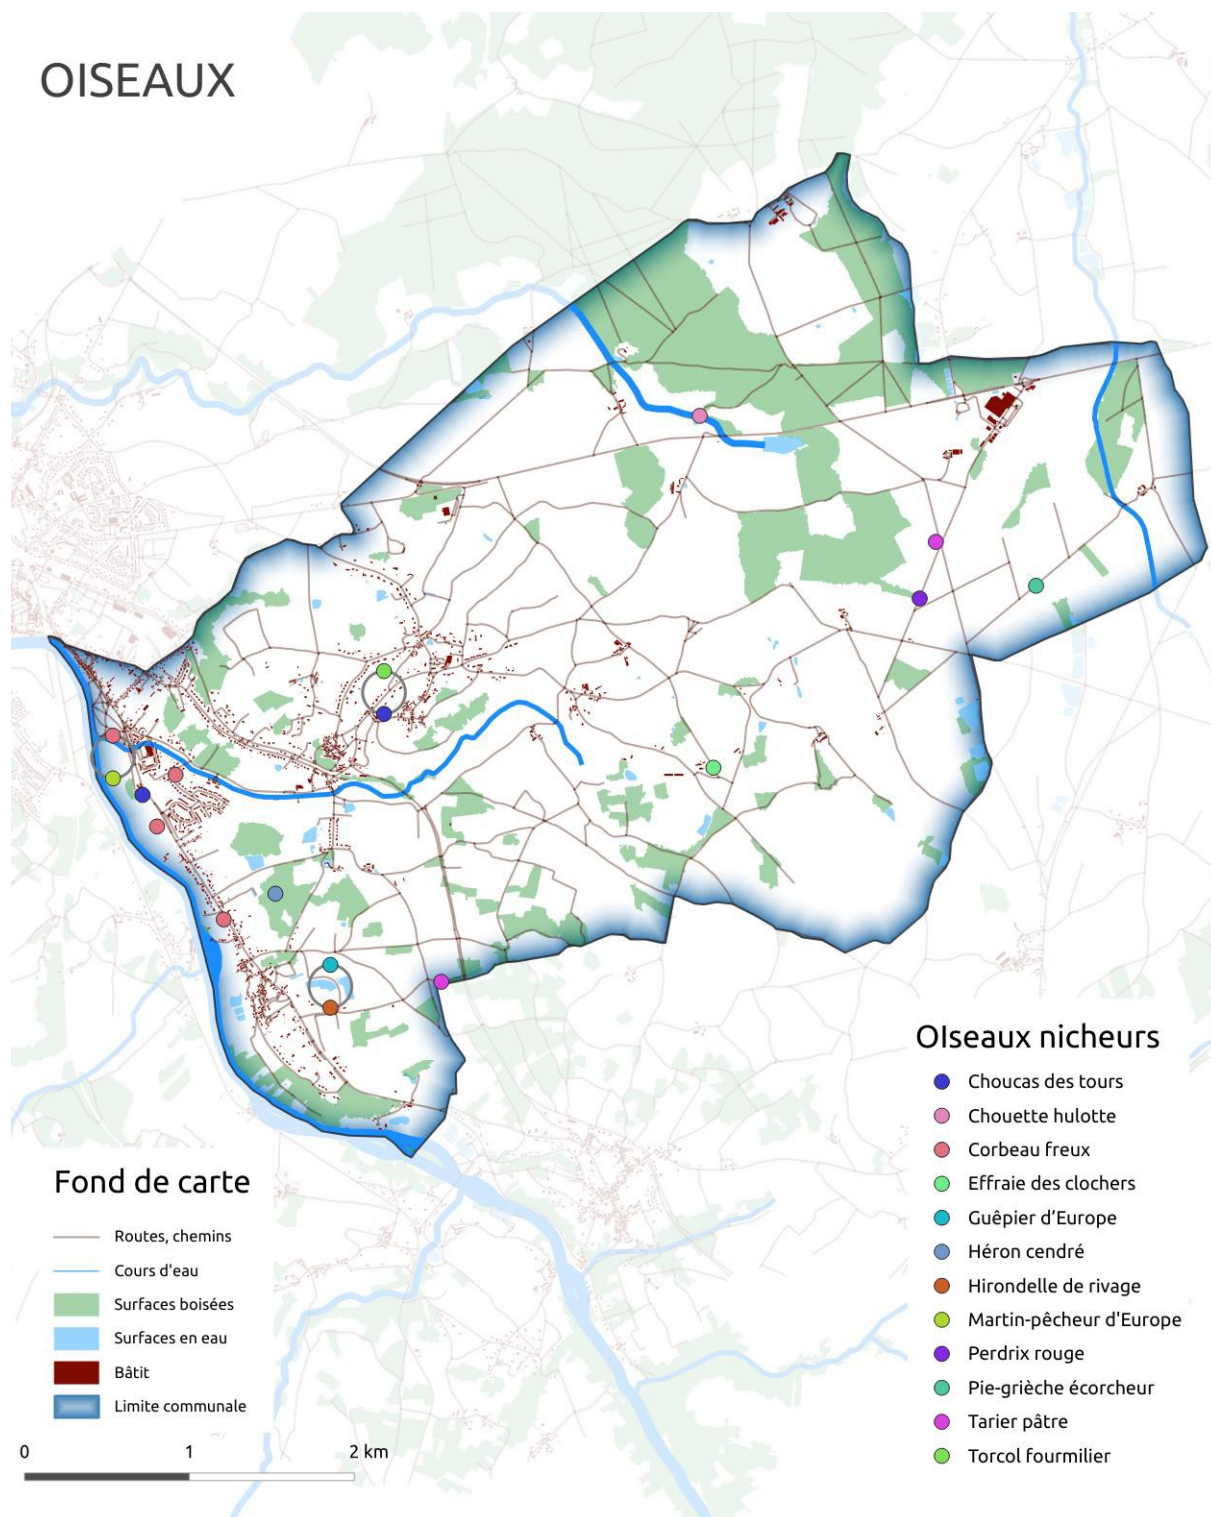 OISEAUX
OIseaux nicheurs
Choucas des tours
Chouette hulotte
Corbeau freux
Effraie des clochers
Guêpier d’Europe
Héron cendré
Hirondelle de rivage
Martin-pêcheur d'Europe
Perdrix rouge
Pie-grièche écorcheur
Tarier pâtre
Torcol fourmilier
Fond de carte
Routes, chemins
Cours d'eau
Surfaces boisées
Surfaces en eau
Bâtit
Limite communale
0 1 2 km